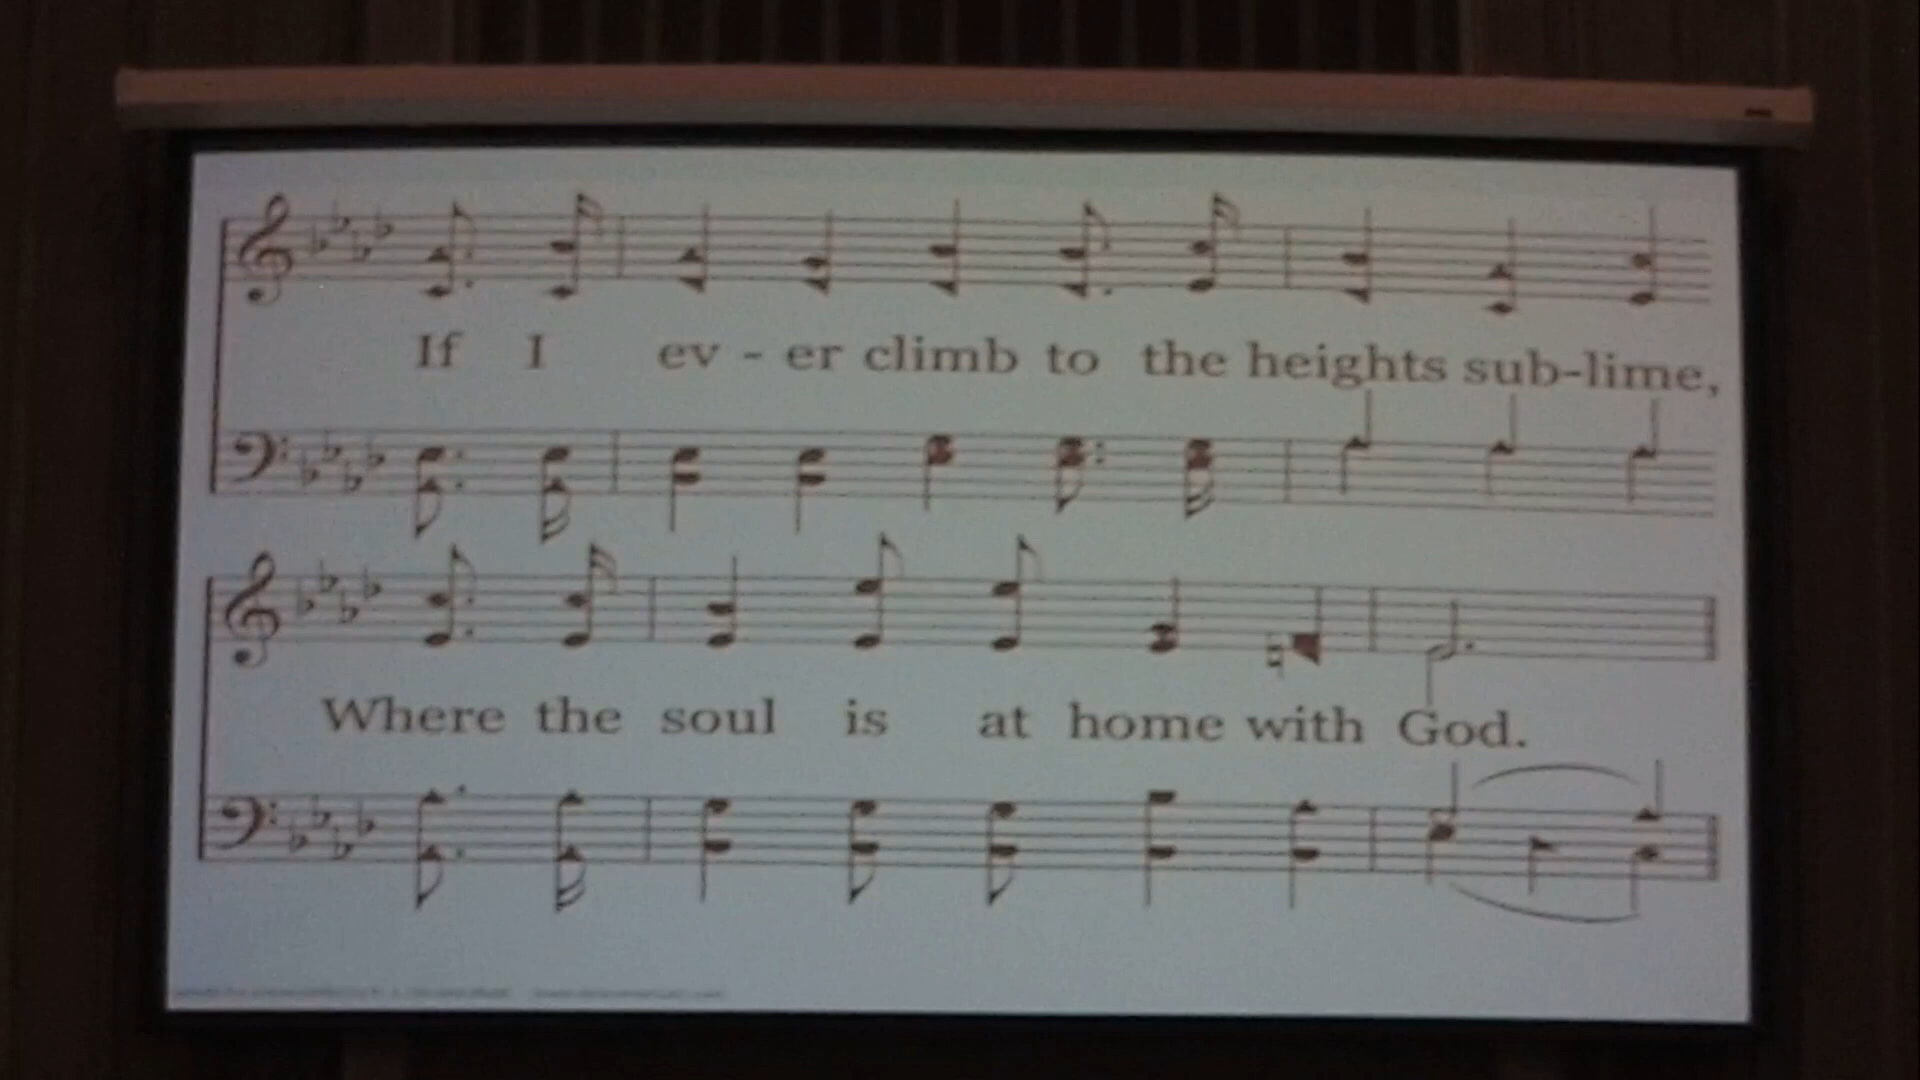 If I ev - er climb to the heights sub-lime,
Where the soul is at home with God.